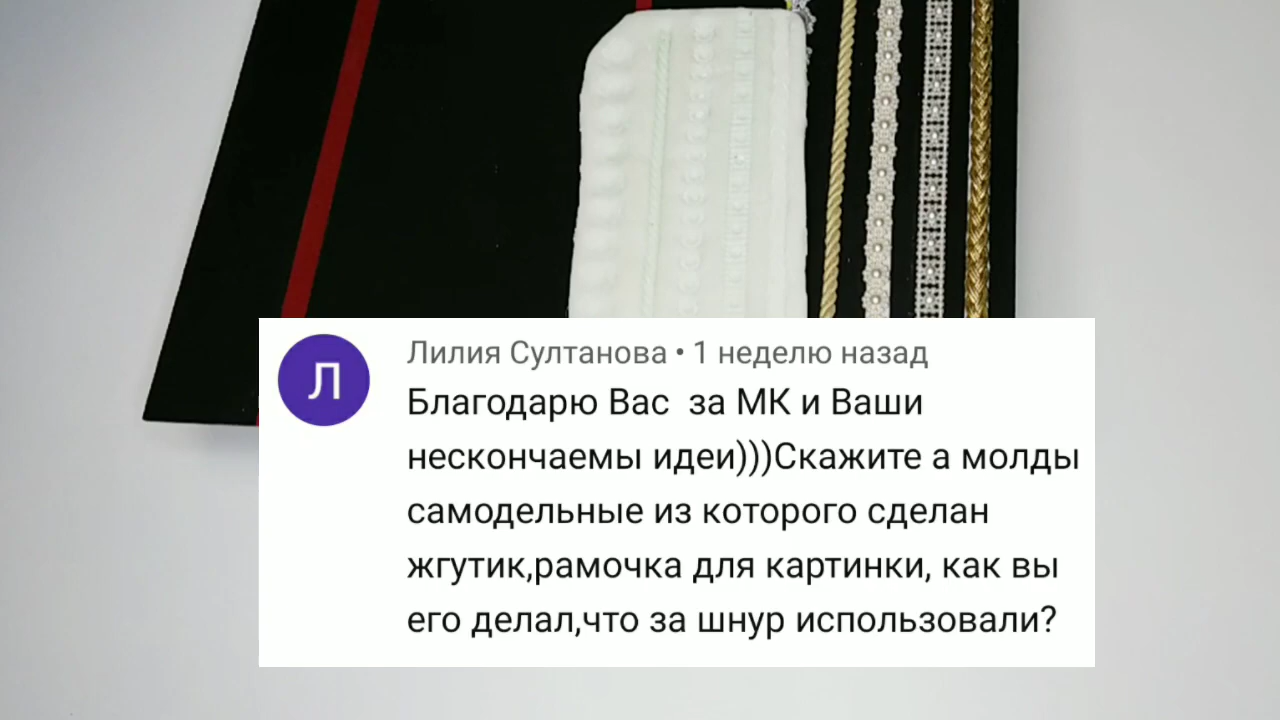 Л
Лилия Султанова • 1 неделю назад
Благодарю Вас за МК и Ваши
нескончаемы идеи)))Скажите а молды
самодельные из которого сделан
жгутик,рамочка для картинки, как вы
его делал,что за шнур использовали?